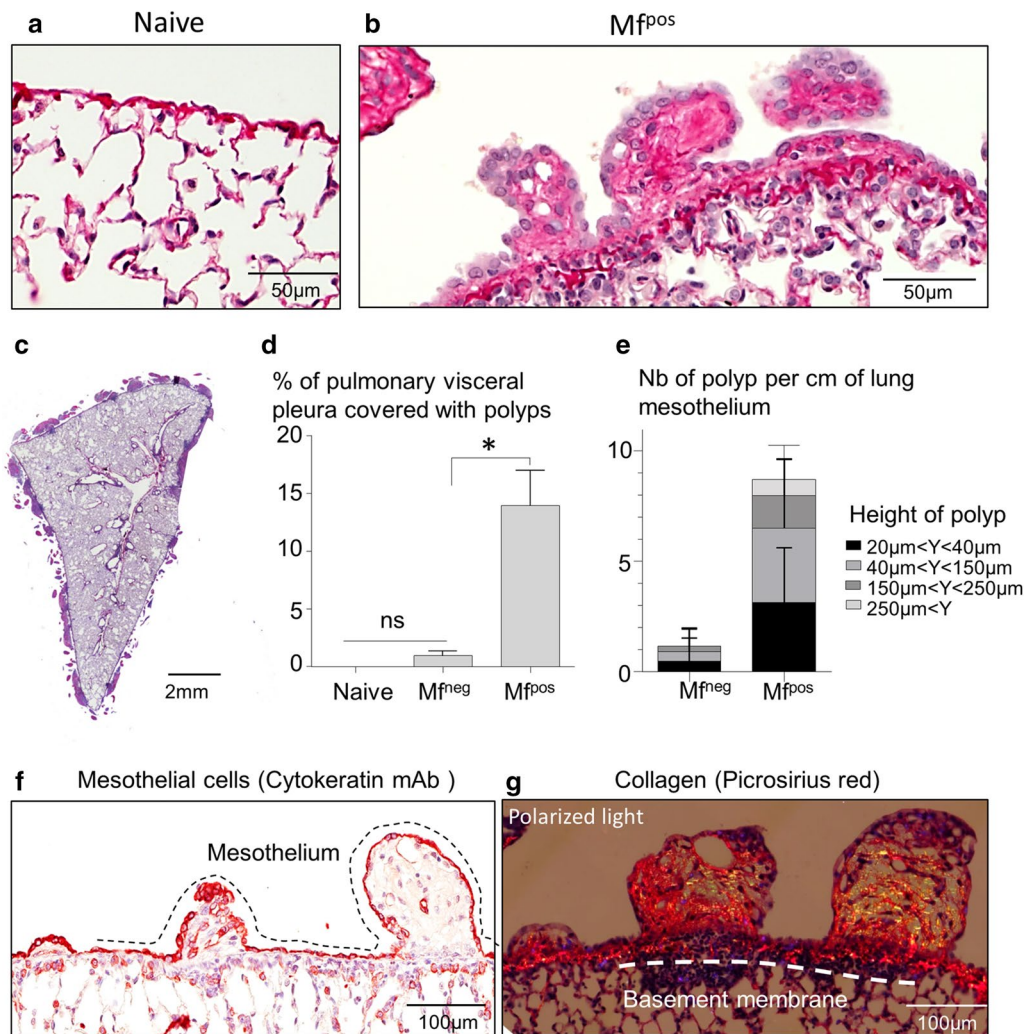 a Naive
50µm
b Mfpos
50µm
c
2mm
d
% of pulmonary visceral
pleura covered with polyps
20
15
10
5
0
ns
*
Naive Mfneg Mfpos
e
Nb of polyp per cm of lung
mesothelium
10
5
0
Mfneg Mfpos
Height of polyp
20µm<Y<40µm
40µm<Y<150µm
150µm<Y<250µm
250µm<Y
f Mesothelial cells (Cytokeratin mAb )
Mesothelium
100µm
g Collagen (Picrosirius red)
Polarized light
Basement membrane
100µm